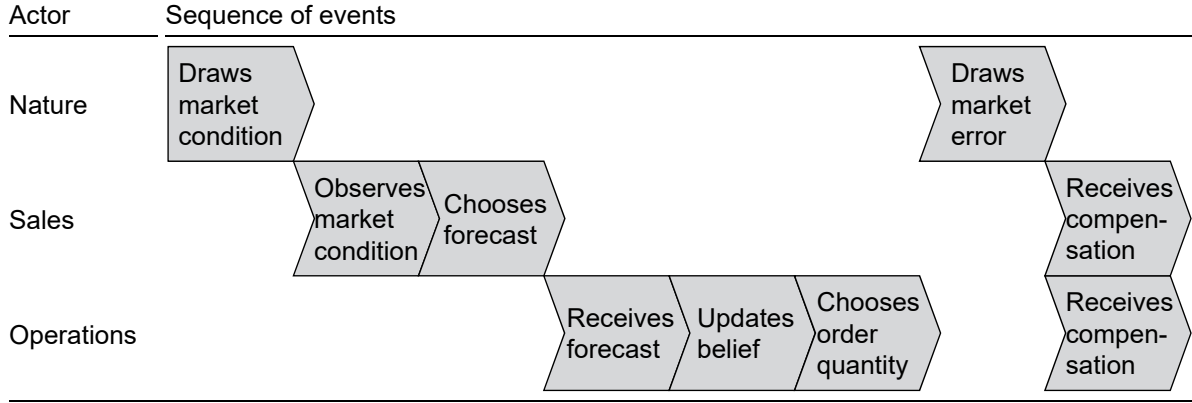 Actor
Sequence of events
Nature
Draws
market
condition
Draws
market
error
Sales
Observes
market
condition
Chooses
forecast
Receives
compen-
sation
Operations
Receives
forecast
Updates
belief
Chooses
order
quantity
Receives
compen-
sation